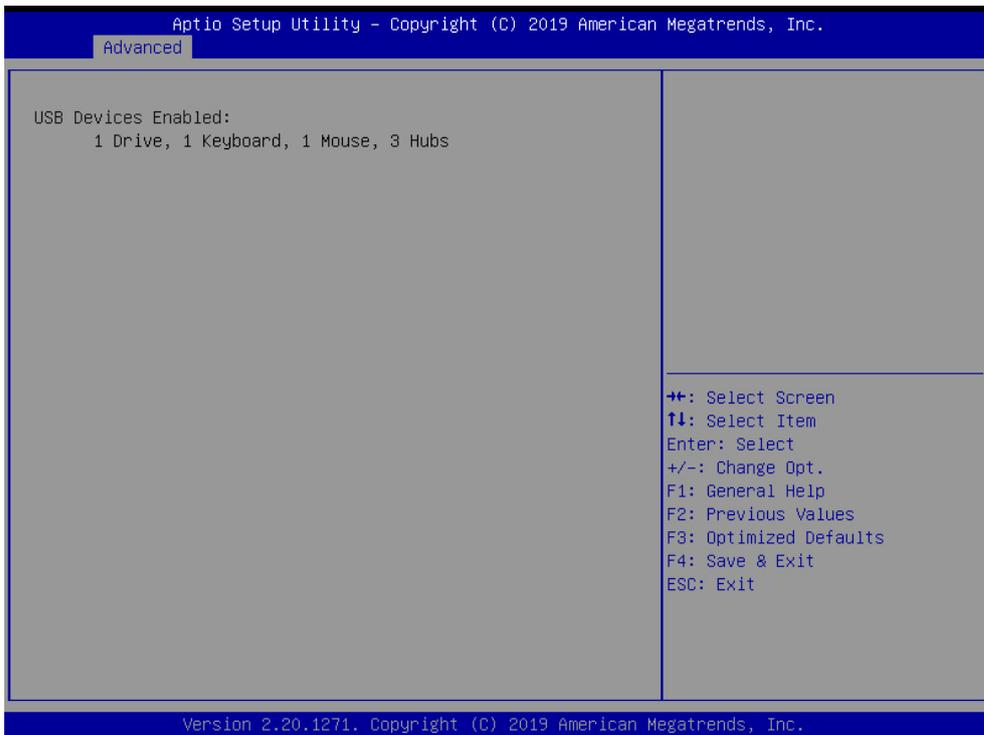 Aptio Setup Utility – Copyright (C) 2019 American Megatrends, Inc.
Advanced
USB Devices Enabled:
1 Drive, 1 Keyboard, 1 Mouse, 3 Hubs
→←: Select Screen
↑↓: Select Item
Enter: Select
+/-: Change Opt.
F1: General Help
F2: Previous Values
F3: Optimized Defaults
F4: Save & Exit
ESC: Exit
Version 2.20.1271. Copyright (C) 2019 American Megatrends, Inc.